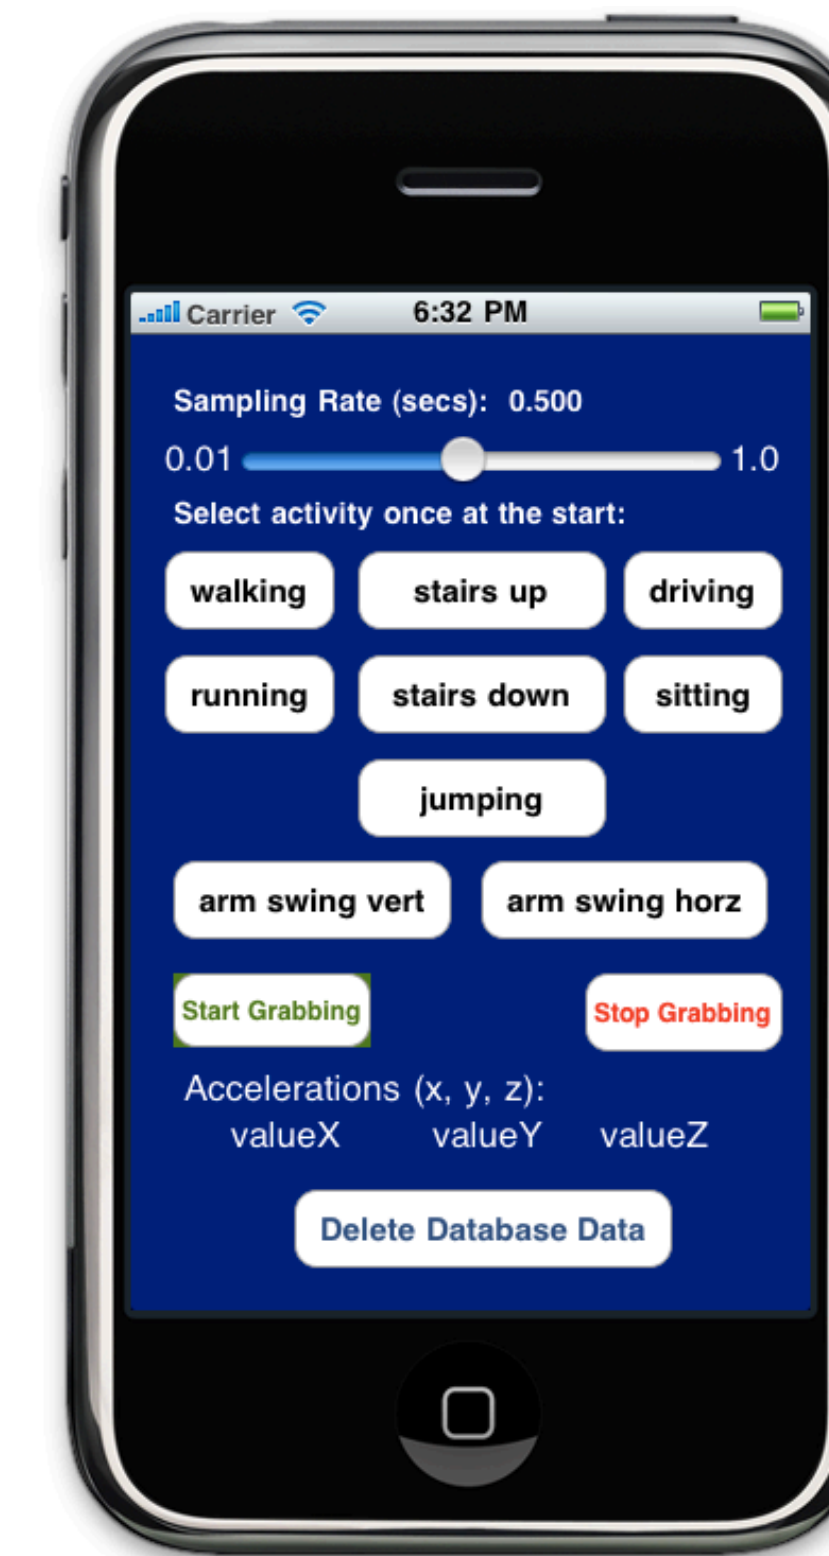 Carrier 6:32 PM
Sampling Rate (secs): 0.500
0.01 1.0
Select activity once at the start:
walking stairs up driving
running stairs down sitting
jumping
arm swing vert arm swing horz
Start Grabbing Stop Grabbing
Accelerations (x, y, z):
valueX valueY valueZ
Delete Database Data